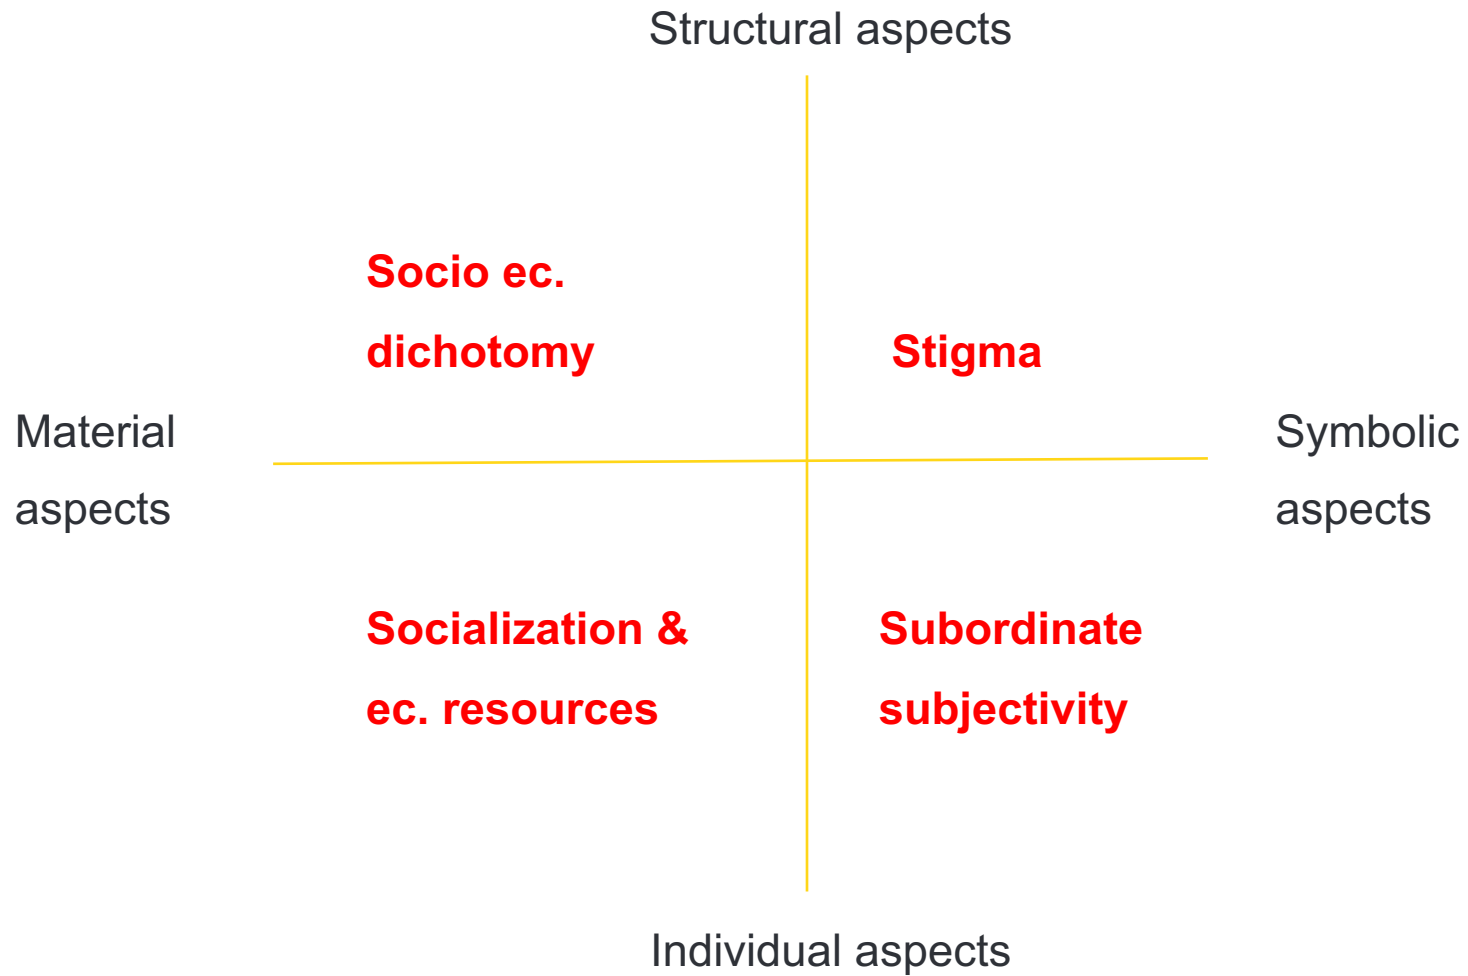 Structural aspects
Socio ec.
dichotomy
Stigma
Material
aspects
Symbolic
aspects
Socialization &
ec. resources
Subordinate
subjectivity
Individual aspects